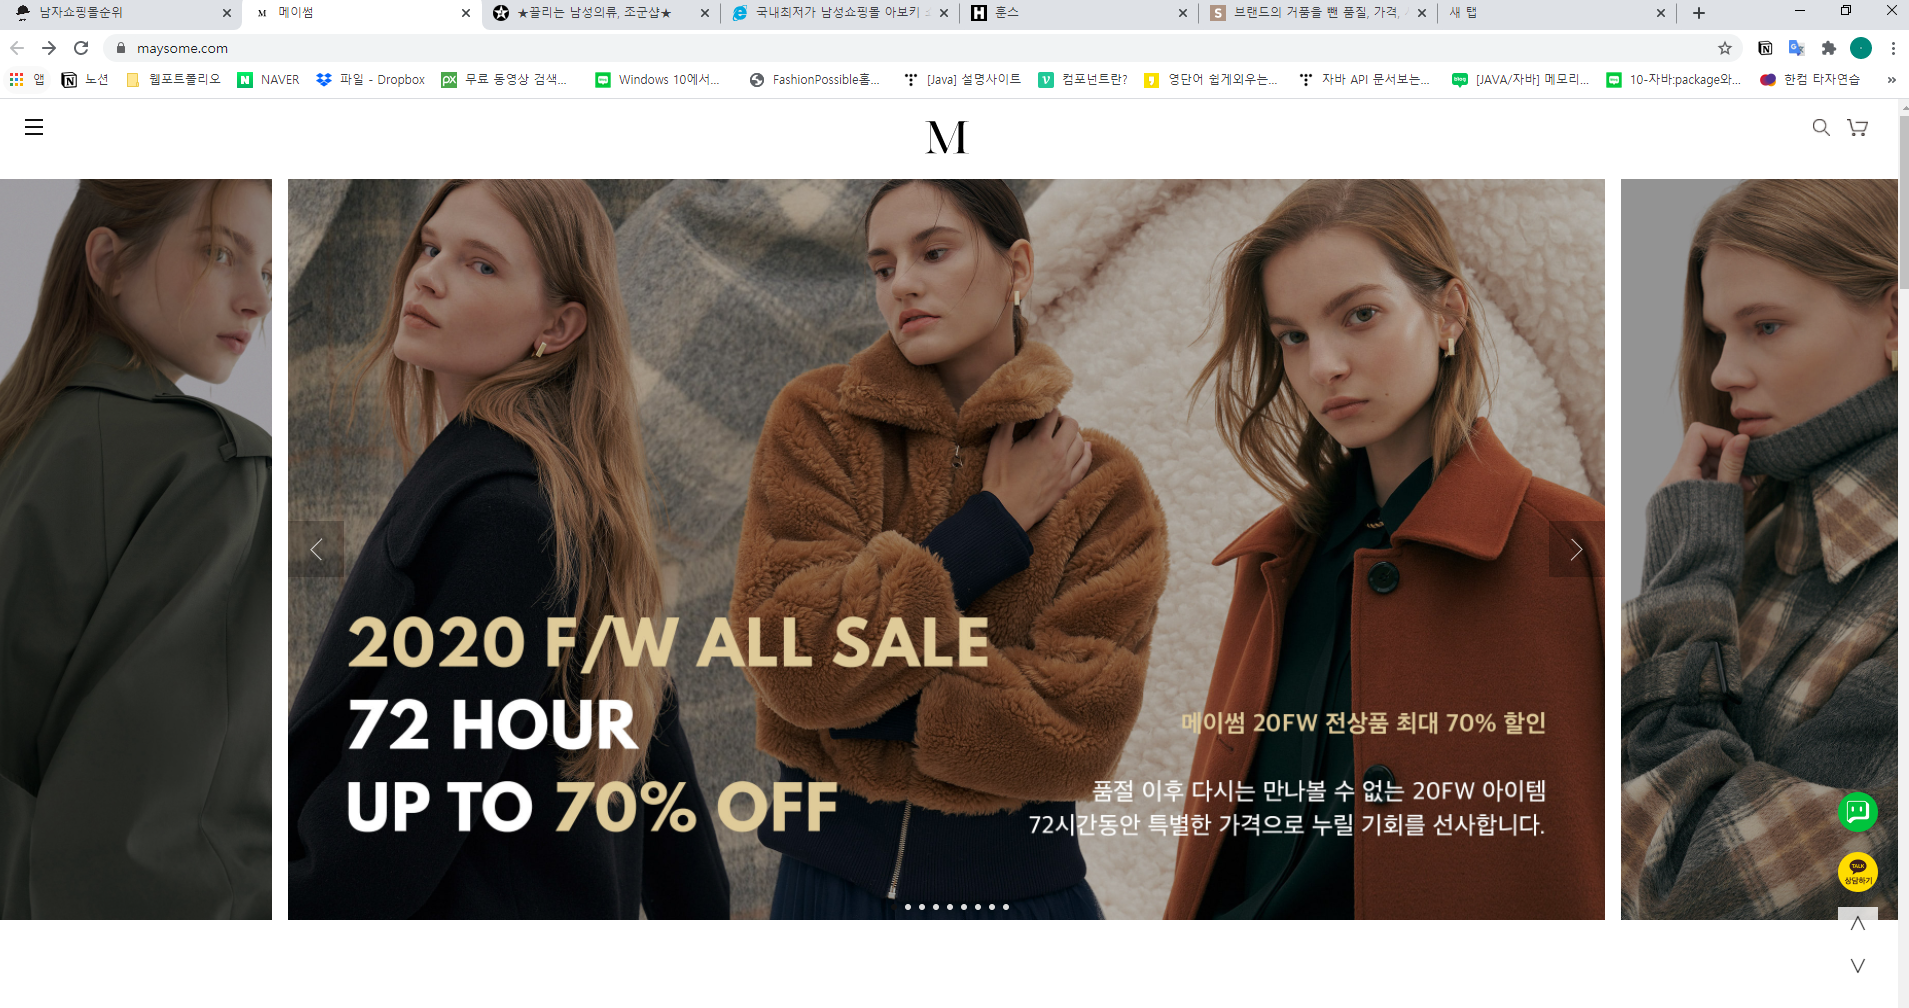 남자쇼핑몰순위
메이썸
★끌리는 남성의류, 조군샵★
국내최저가 남성쇼핑몰 아보키
훈스
브랜드의 거품을 뺀 품질, 가격,
새 탭
maysome.com
앱
노션
웹포트폴리오
NAVER
파일 - Dropbox
무료 동영상 검색...
Windows 10에서...
FashionPossible홈...
[Java] 설명사이트
컴포넌트란?
영단어 쉽게외우는...
자바 API 문서보는...
[JAVA/자바] 메모리...
10-자바:package와...
한컴 타자연습
M
2020 F/W ALL SALE
72 HOUR
UP TO 70% OFF
메이썸 20FW 전상품 최대 70% 할인
품절 이후 다시는 만나볼 수 없는 20FW 아이템
72시간동안 특별한 가격으로 누릴 기회를 선사합니다.
TALK
상담하기